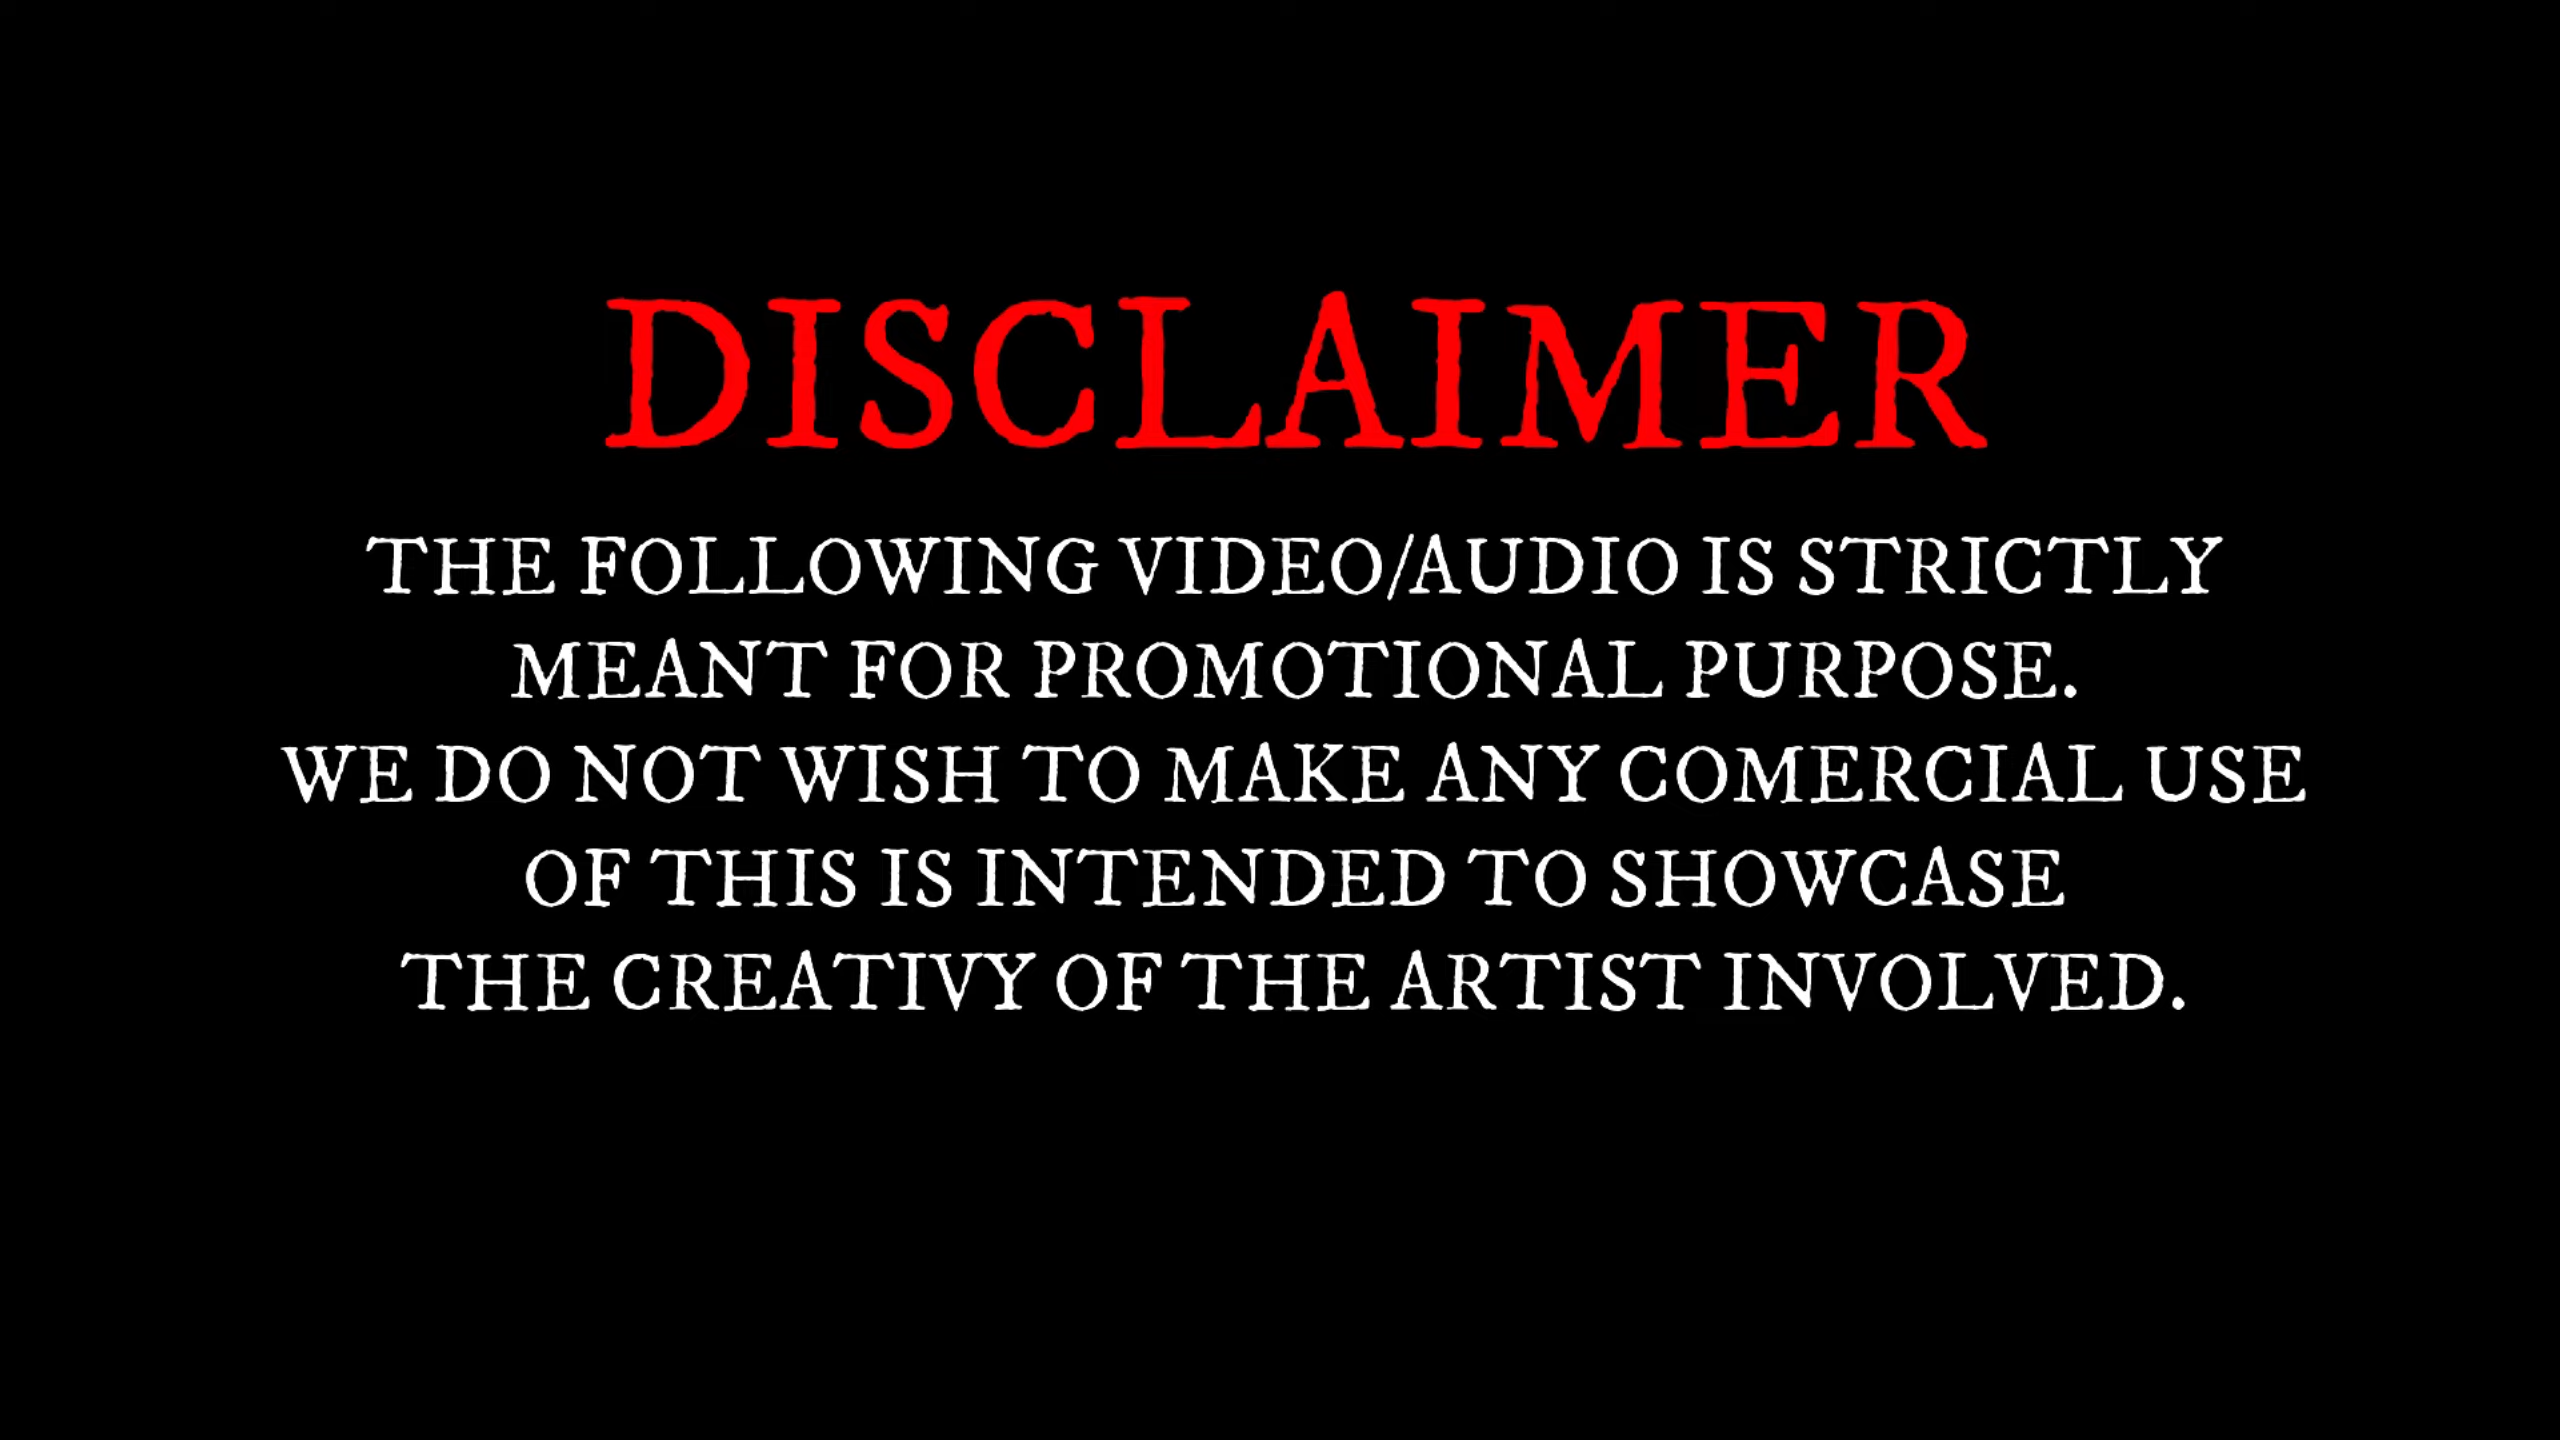 DISCLAIMER
THE FOLLOWING VIDEO/AUDIO IS STRICTLY
MEANT FOR PROMOTIONAL PURPOSE.
WE DO NOT WISH TO MAKE ANY COMERCIAL USE
OF THIS IS INTENDED TO SHOWCASE
THE CREATIVY OF THE ARTIST INVOLVED.